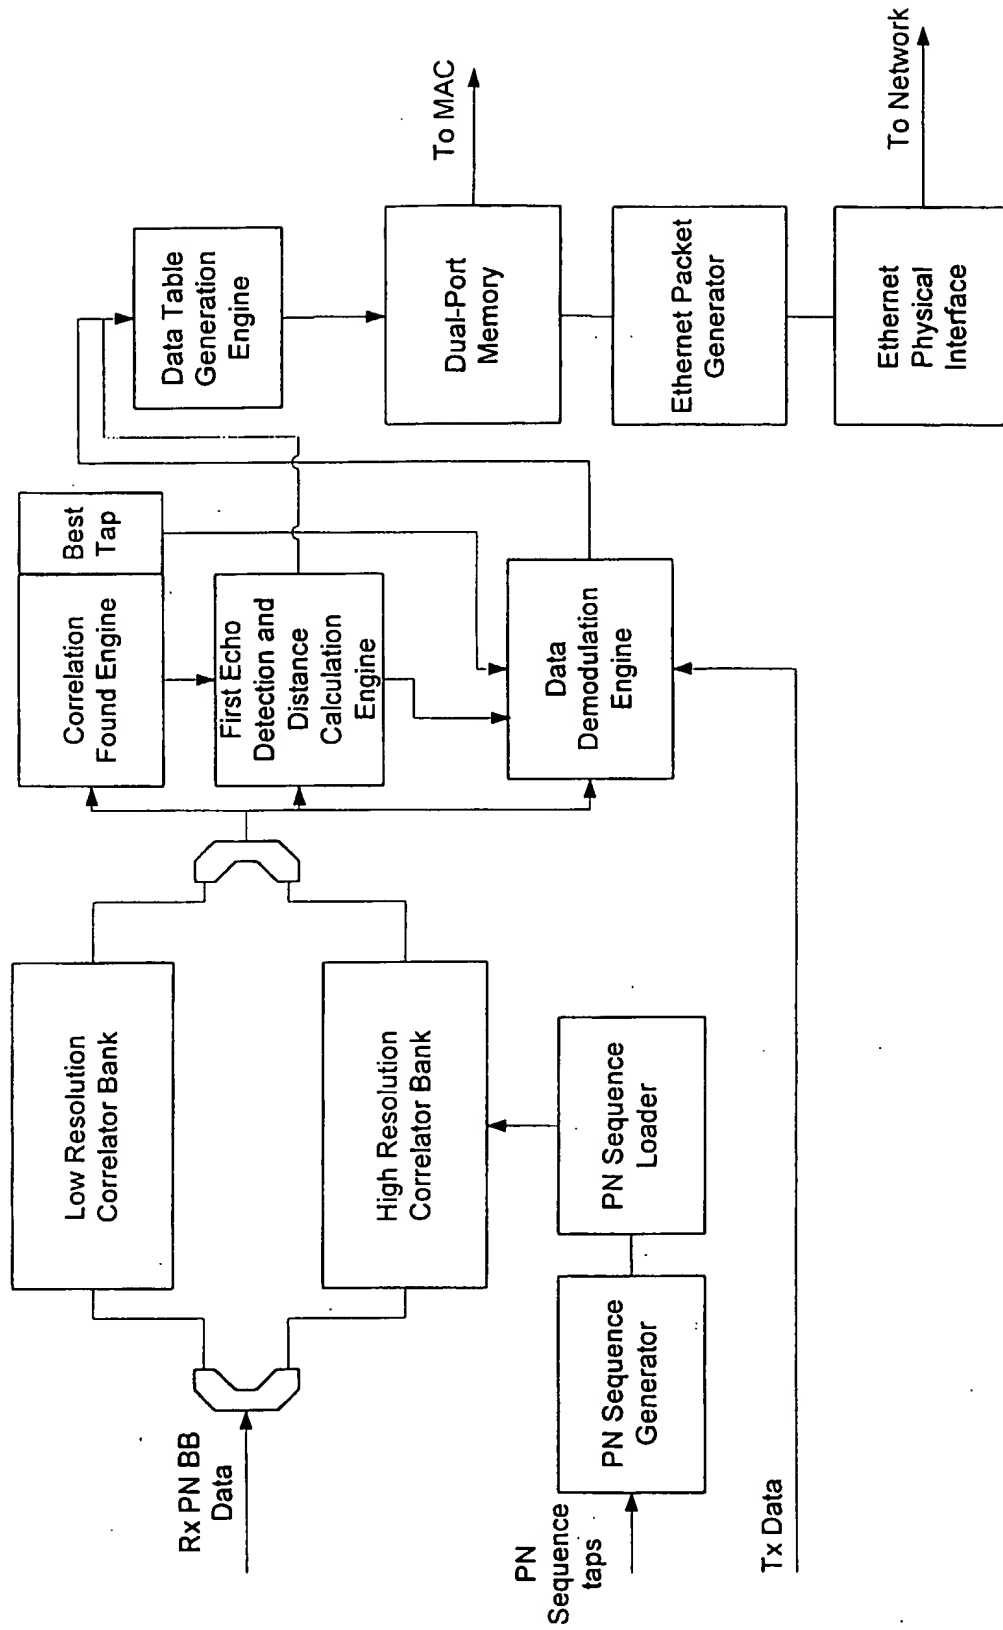 Rx PN BB
Data
Low Resolution
Correlator Bank
High Resolution
Correlator Bank
PN
Sequence
taps
PN Sequence
Generator
PN Sequence
Loader
Tx Data
Correlation
Found Engine
Best
Tap
First Echo
Detection and
Distance
Calculation
Engine
Data
Demodulation
Engine
Data Table
Generation
Engine
Dual-Port
Memory
To MAC
Ethernet Packet
Generator
Ethernet
Physical
Interface
To Network